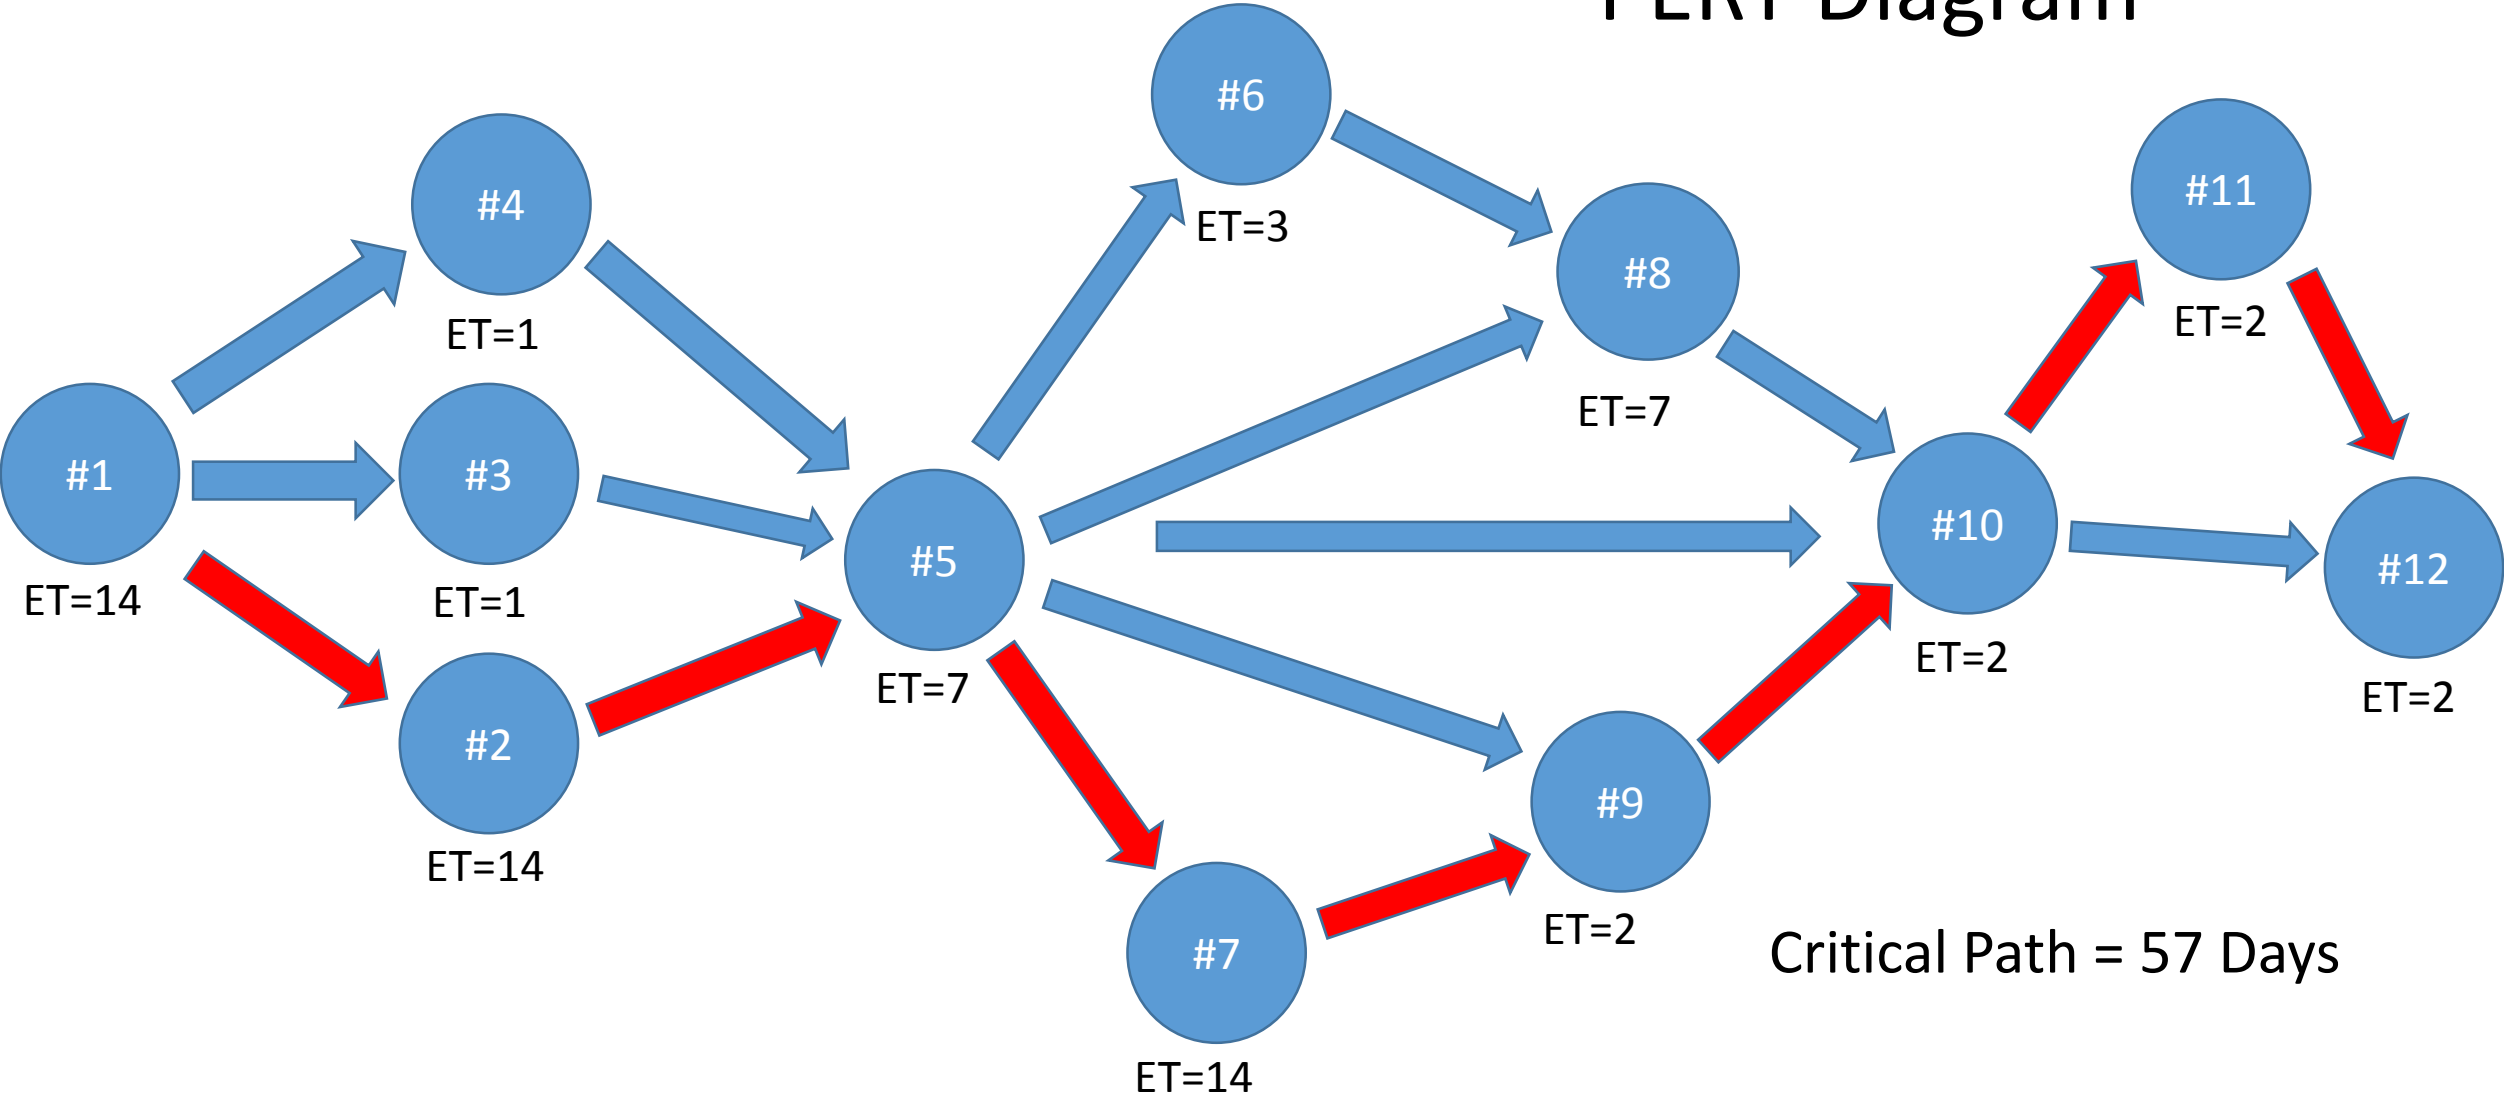 PERT Diagram
#6
ET=3
#4
ET=1
#11
ET=2
#8
ET=7
#1
ET=14
#3
ET=1
#5
ET=7
#10
ET=2
#12
ET=2
#2
ET=14
#9
ET=2
#7
ET=14
Critical Path = 57 Days